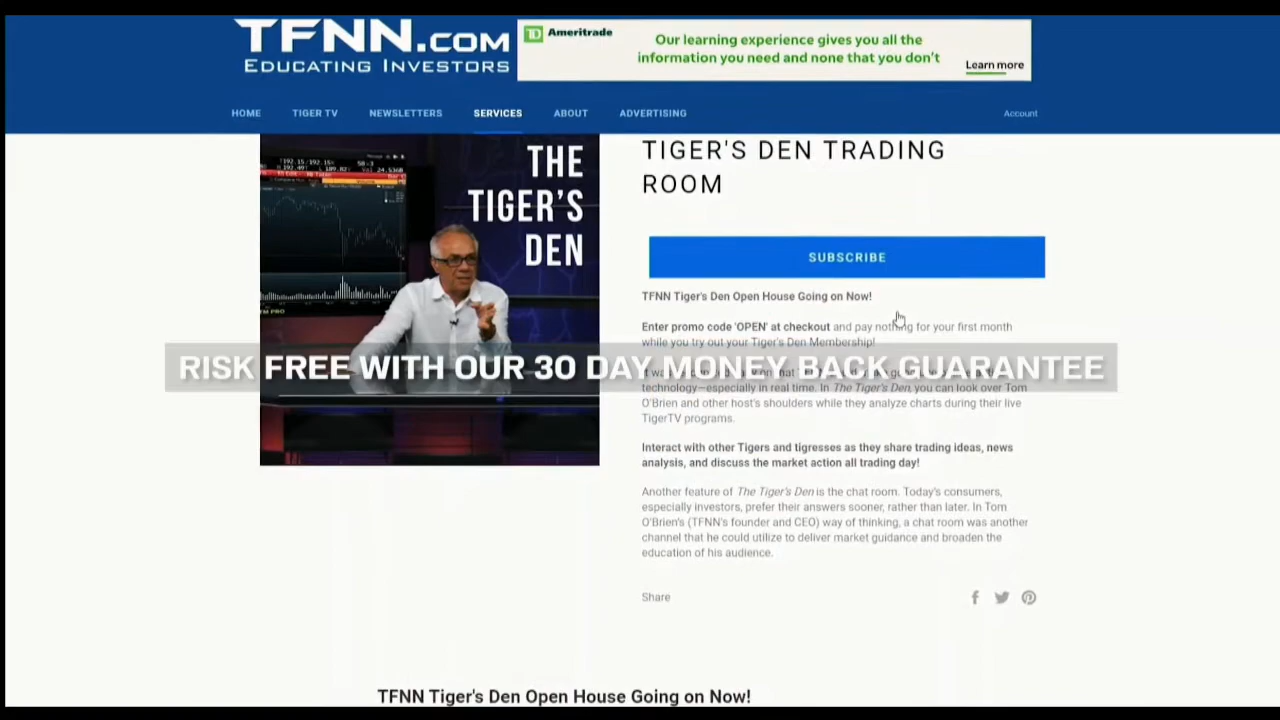 TFNN.COM
EDUCATING INVESTORS
TD Ameritrade
Our learning experience gives you all the
information you need and none that you don't
Learn more
HOME
TIGER TV
NEWSLETTERS
SERVICES
ABOUT
ADVERTISING
Account
THE
TIGER'S
DEN
TIGER'S DEN TRADING
ROOM
SUBSCRIBE
TFNN Tiger's Den Open House Going on Now!
Enter promo code 'OPEN' at checkout and pay nothing for your first month
while you try out your Tiger's Den Membership!
RISK FREE WITH OUR 30 DAY MONEY BACK GUARANTEE
technology—especially in real time. In The Tiger's Den, you can look over Tom
O'Brien and other host's shoulders while they analyze charts during their live
TigerTV programs.
Interact with other Tigers and tigresses as they share trading ideas, news
analysis, and discuss the market action all trading day!
Another feature of The Tiger's Den is the chat room. Today's consumers,
especially investors, prefer their answers sooner, rather than later. In Tom
O'Brien's (TFNN's founder and CEO) way of thinking, a chat room was another
channel that he could utilize to deliver market guidance and broaden the
education of his audience.
Share
TFNN Tiger's Den Open House Going on Now!